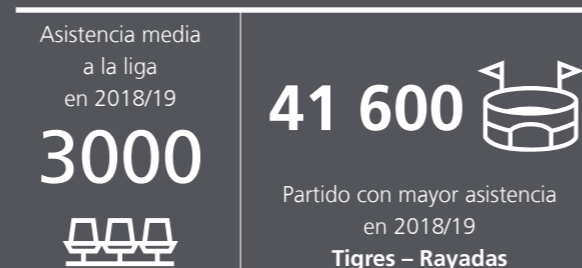 Asistencia media
a la liga
en 2018/19
3000
41 600
Partido con mayor asistencia
en 2018/19
Tigres – Rayadas